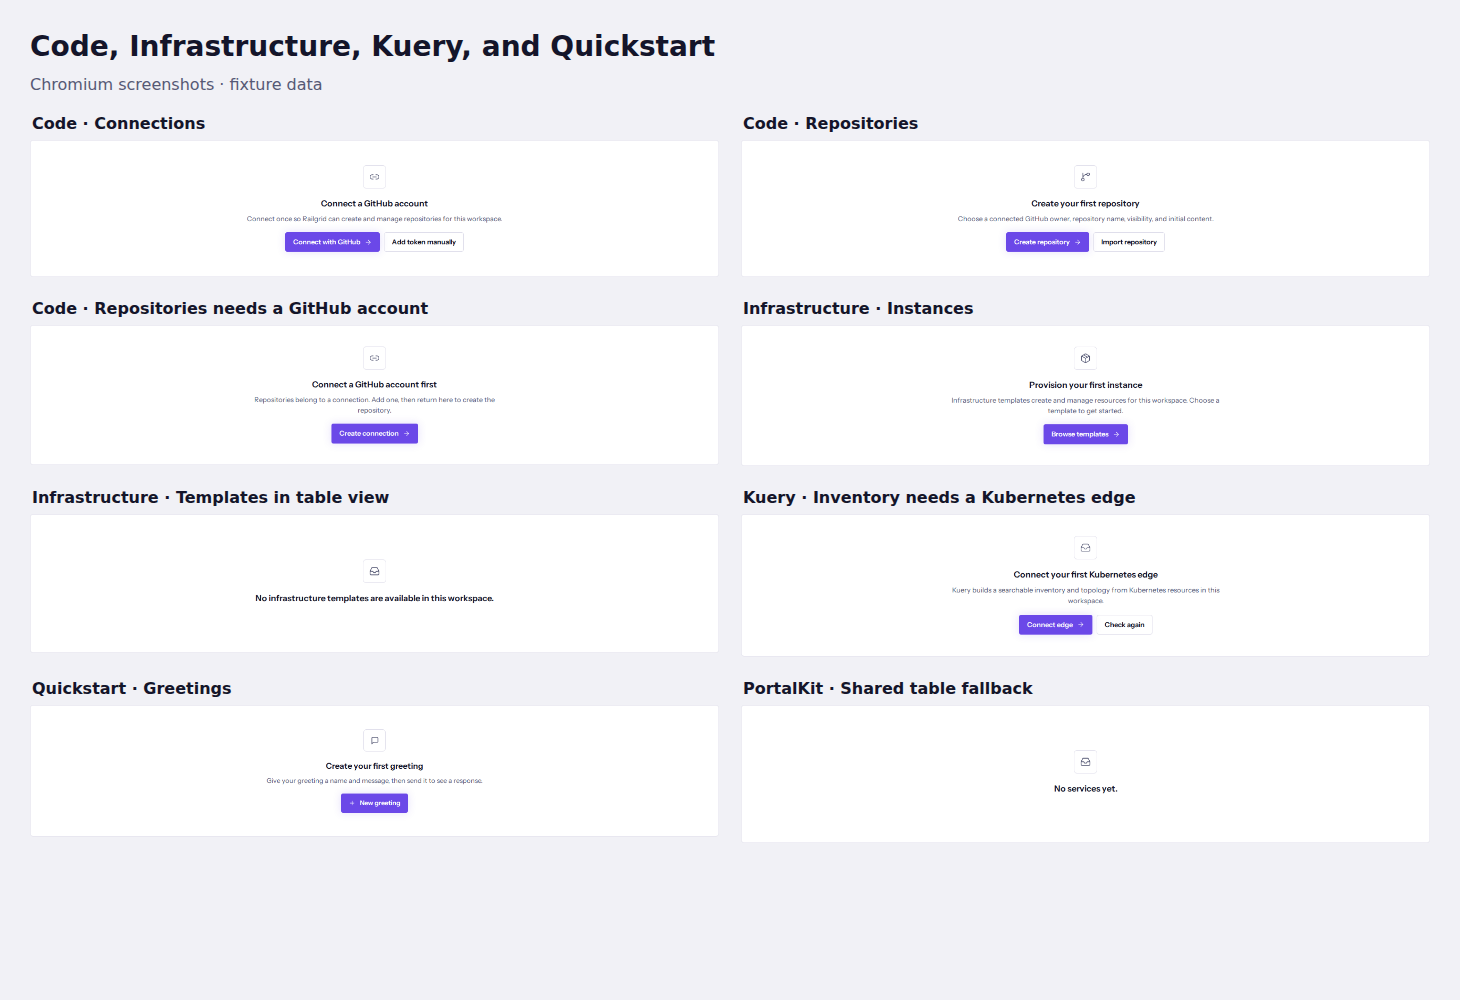 Code, Infrastructure, Kuery, and Quickstart
Chromium screenshots · fixture data
Code · Connections
Connect a GitHub account
Connect once so Railgrid can create and manage repositories for this workspace.
Connect with GitHub →
Add token manually
Code · Repositories
Create your first repository
Choose a connected GitHub owner, repository name, visibility, and initial content.
Create repository →
Import repository
Code · Repositories needs a GitHub account
Connect a GitHub account first
Repositories belong to a connection. Add one, then return here to create the
repository.
Create connection →
Infrastructure · Instances
Provision your first instance
Infrastructure templates create and manage resources for this workspace. Choose a
template to get started.
Browse templates →
Infrastructure · Templates in table view
No infrastructure templates are available in this workspace.
Kuery · Inventory needs a Kubernetes edge
Connect your first Kubernetes edge
Kuery builds a searchable inventory and topology from Kubernetes resources in this
workspace.
Connect edge →
Check again
Quickstart · Greetings
Create your first greeting
Give your greeting a name and message, then send it to see a response.
+ New greeting
PortalKit · Shared table fallback
No services yet.